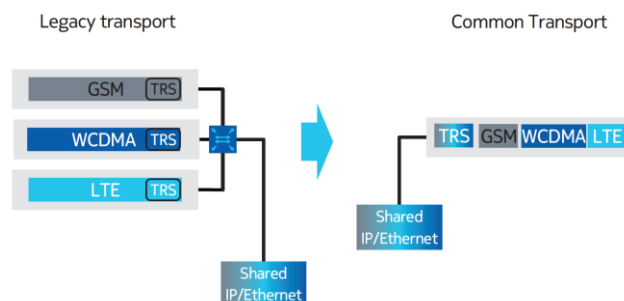 Legacy transport
Common Transport
GSM TRS
WCDMA TRS
LTE TRS
TRS GSM WCDMA LTE
Shared
IP/Ethernet
Shared
IP/Ethernet